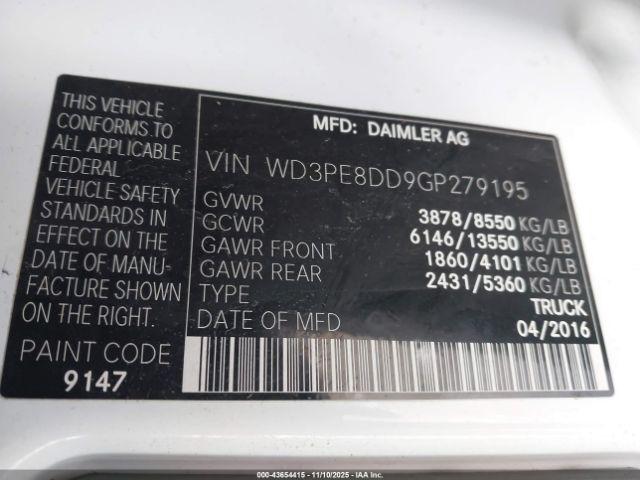 THIS VEHICLE
CONFORMS TO
ALL APPLICABLE
FEDERAL
VEHICLE SAFETY
STANDARDS IN
EFFECT ON THE
DATE OF MANU-
FACTURE SHOWN
ON THE RIGHT.
PAINT CODE
9147
MFD: DAIMLER AG
VIN WD3PE8DD9GP279195
GVWR 3878/8550 KG/LB
GCWR 6146/13550 KG/LB
GAWR FRONT 1860/4101 KG/LB
GAWR REAR 2431/5360 KG/LB
TYPE TRUCK
DATE OF MFD 04/2016
000-43654415 - 11/10/2025 - IAA Inc.